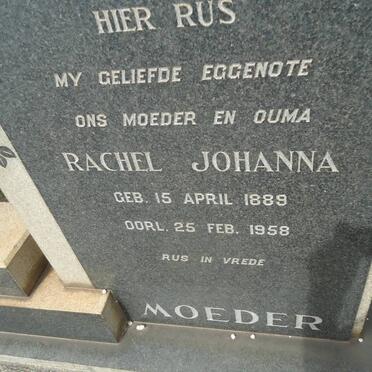 HIER RUS
MY GELIEFDE EGGENOTE
ONS MOEDER EN OUMA
RACHEL JOHANNA
GEB. 15 APRIL 1889
OORL. 25 FEB. 1958
RUS IN VREDE
MOEDER